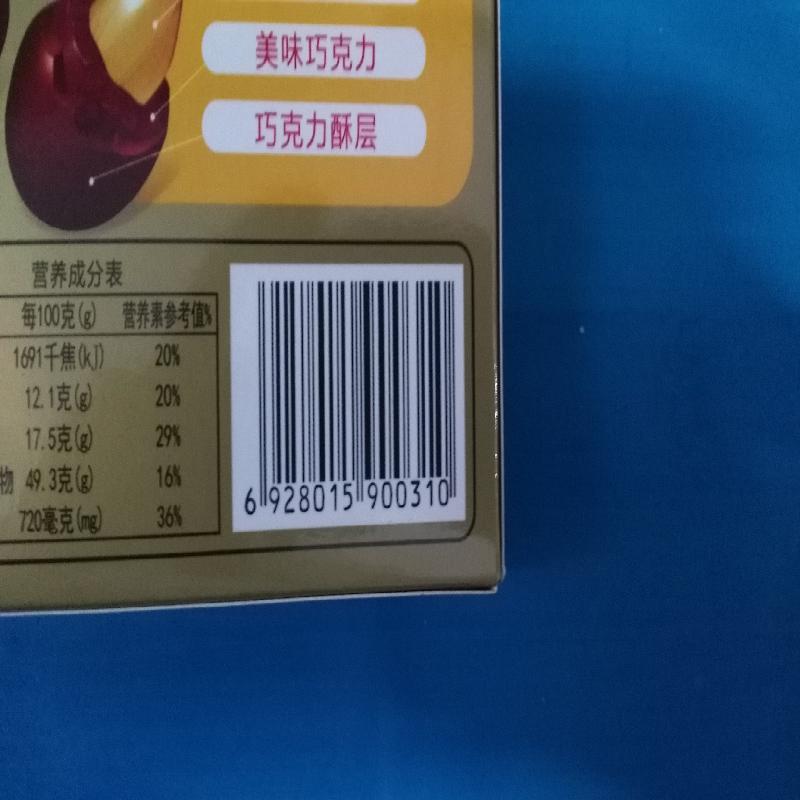 美味巧克力
巧克力酥层
营养成分表
每100克(g) 营养素参考值%
1691千焦(kJ) 20%
12.1克(g) 20%
17.5克(g) 29%
物 49.3克(g) 16%
720毫克(mg) 36%
6 928015 900310